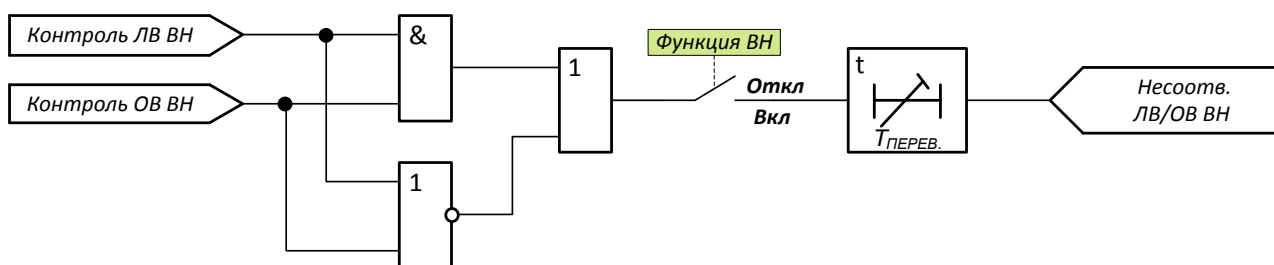 Контроль ЛВ ВН
&
1
Функция ВН
t
Несоотв.
ЛВ/ОВ ВН
Контроль ОВ ВН
Откл
Вкл
TПЕРЕВ.
1